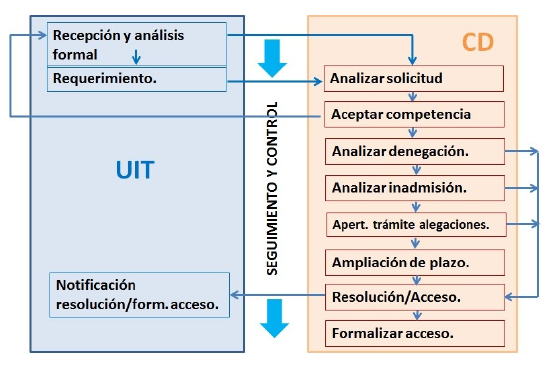 Recepción y análisis
formal
Requerimiento.
UIT
Notificación
resolución/form. acceso.
SEGUIMIENTO Y CONTROL
CD
Analizar solicitud
Aceptar competencia
Analizar denegación.
Analizar inadmisión.
Apert. trámite alegaciones.
Ampliación de plazo.
Resolución/Acceso.
Formalizar acceso.